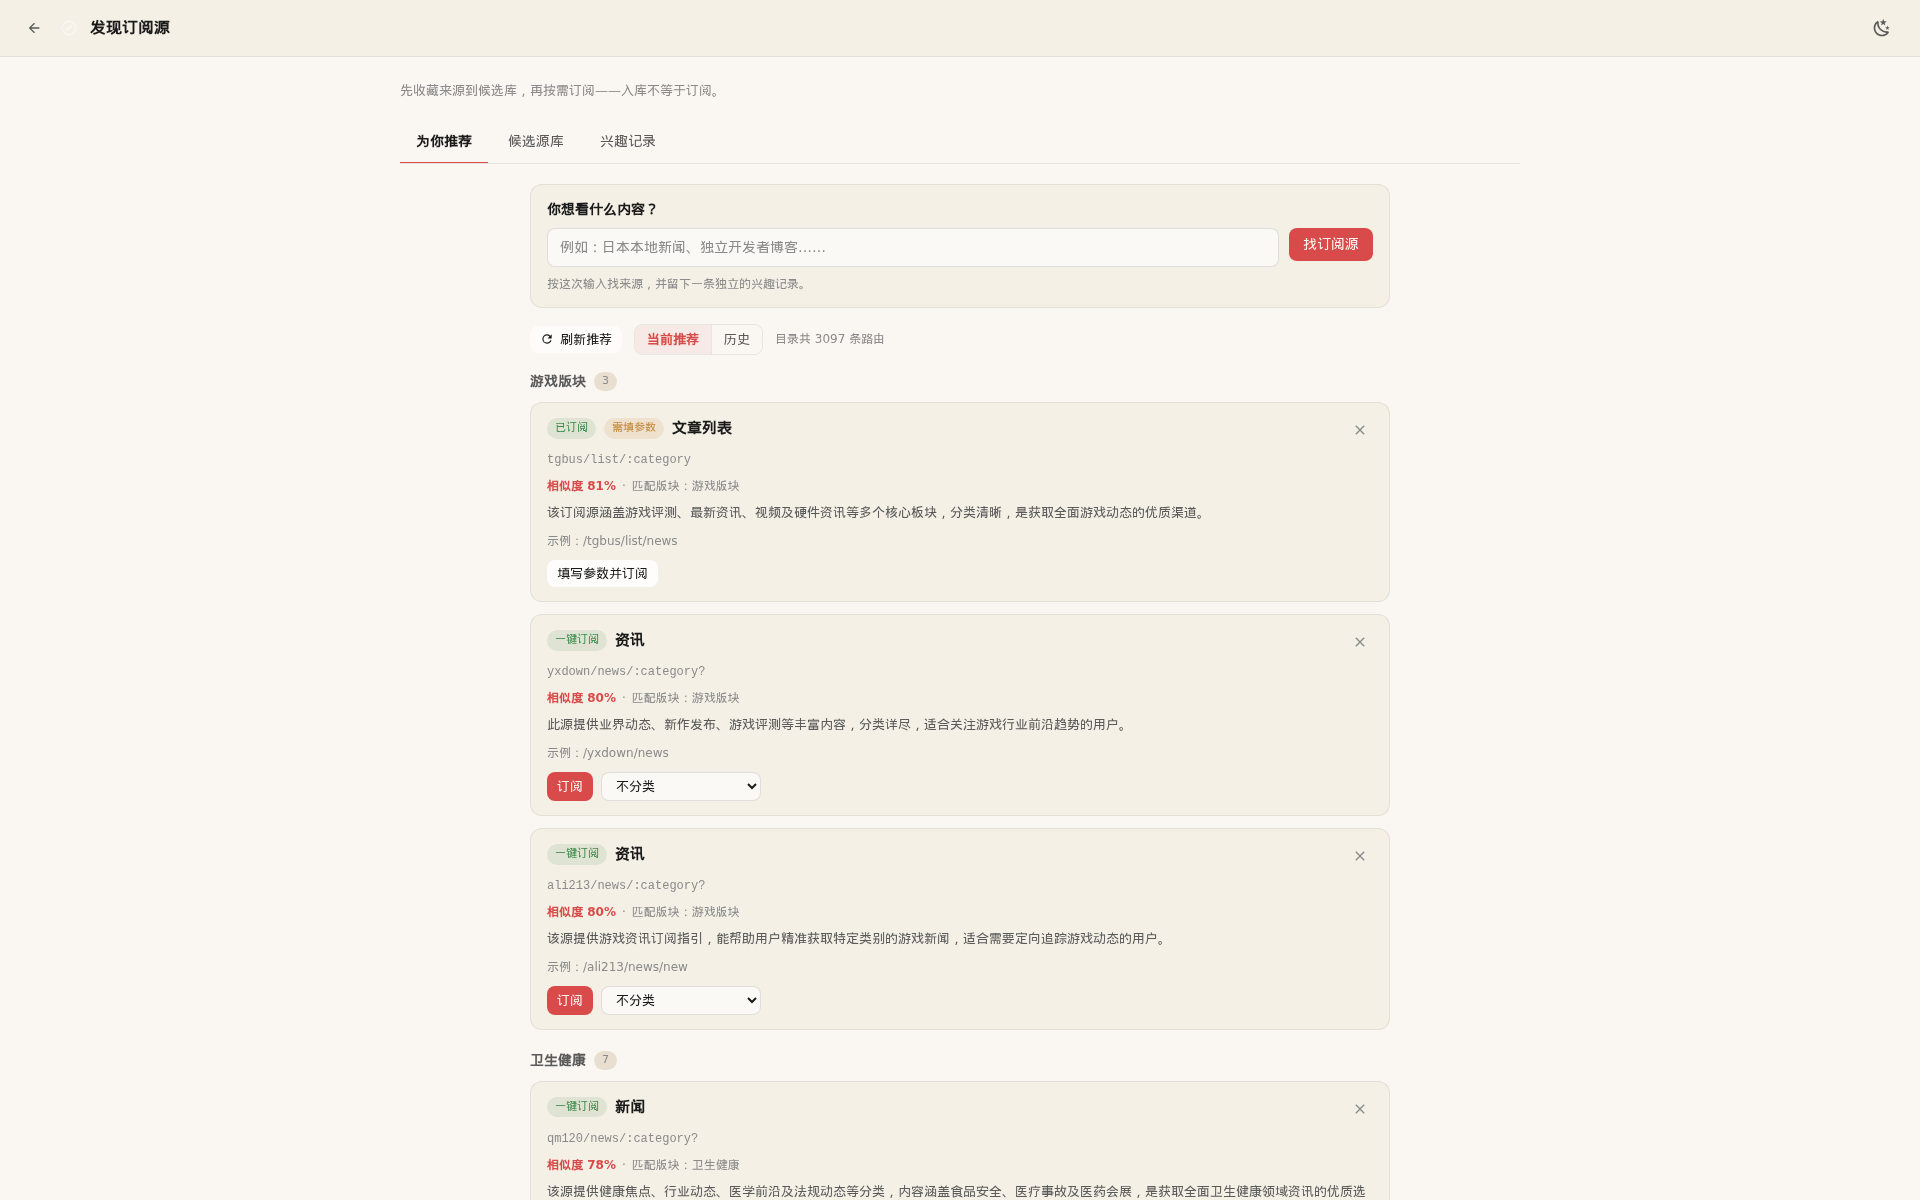 发现订阅源
先收藏来源到候选库，再按需订阅——入库不等于订阅。
为你推荐 候选源库 兴趣记录
你想看什么内容？
例如：日本本地新闻、独立开发者博客…… 找订阅源
按这次输入找来源，并留下一条独立的兴趣记录。
刷新推荐 当前推荐 历史 目录共 3097 条路由
游戏版块 3
已订阅 需填参数 文章列表
tgbus/list/:category
相似度 81% · 匹配版块：游戏版块
该订阅源涵盖游戏评测、最新资讯、视频及硬件资讯等多个核心板块，分类清晰，是获取全面游戏动态的优质渠道。
示例：/tgbus/list/news
填写参数并订阅
一键订阅 资讯
yxdown/news/:category?
相似度 80% · 匹配版块：游戏版块
此源提供业界动态、新作发布、游戏评测等丰富内容，分类详尽，适合关注游戏行业前沿趋势的用户。
示例：/yxdown/news
订阅 不分类
一键订阅 资讯
ali213/news/:category?
相似度 80% · 匹配版块：游戏版块
该源提供游戏资讯订阅指引，能帮助用户精准获取特定类别的游戏新闻，适合需要定向追踪游戏动态的用户。
示例：/ali213/news/new
订阅 不分类
卫生健康 7
一键订阅 新闻
qm120/news/:category?
相似度 78% · 匹配版块：卫生健康
该源提供健康焦点、行业动态、医学前沿及法规动态等分类，内容涵盖食品安全、医疗事故及医药会展，是获取全面卫生健康领域资讯的优质选